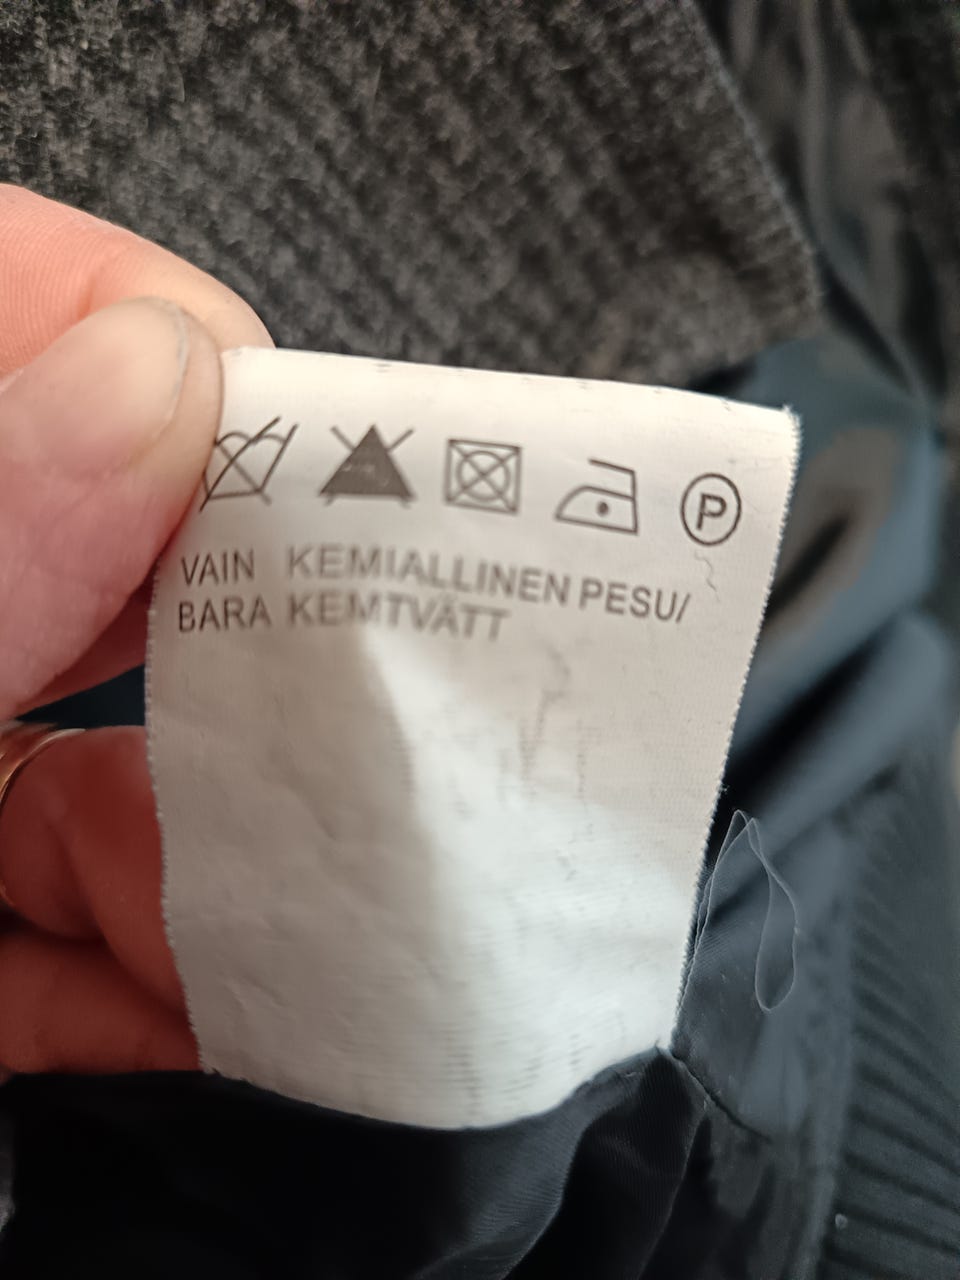 P
VAIN KEMIALLINEN PESU/
BARA KEMTVÄTT